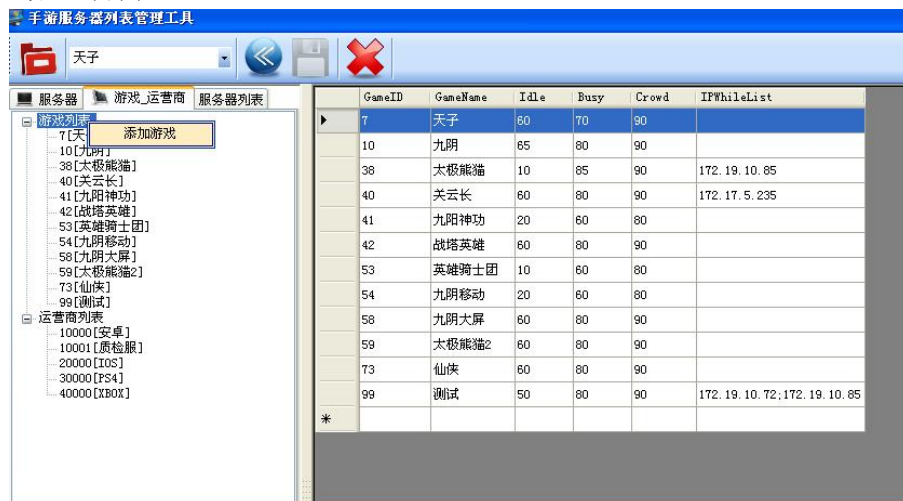 手游服务器列表管理工具
天子
服务器 游戏_运营商 服务器列表
游戏列表
添加游戏
7[天
10[九阴]
38[太极熊猫]
40[关云长]
41[九阳神功]
42[战塔英雄]
53[英雄骑士团]
54[九阴移动]
58[九阴大屏]
59[太极熊猫2]
73[仙侠]
99[测试]
运营商列表
10000[安卓]
10001[质检服]
20000[IOS]
30000[PS4]
40000[XBOX]
GameID GameName Idle Busy Crowd IPWhileList
7 天子 60 70 90
10 九阴 65 80 90
38 太极熊猫 10 85 90 172.19.10.85
40 关云长 60 80 90 172.17.5.235
41 九阳神功 20 60 80
42 战塔英雄 60 80 90
53 英雄骑士团 10 60 80
54 九阴移动 20 60 80
58 九阴大屏 60 80 90
59 太极熊猫2 60 80 90
73 仙侠 60 80 90
99 测试 50 80 90 172.19.10.72;172.19.10.85